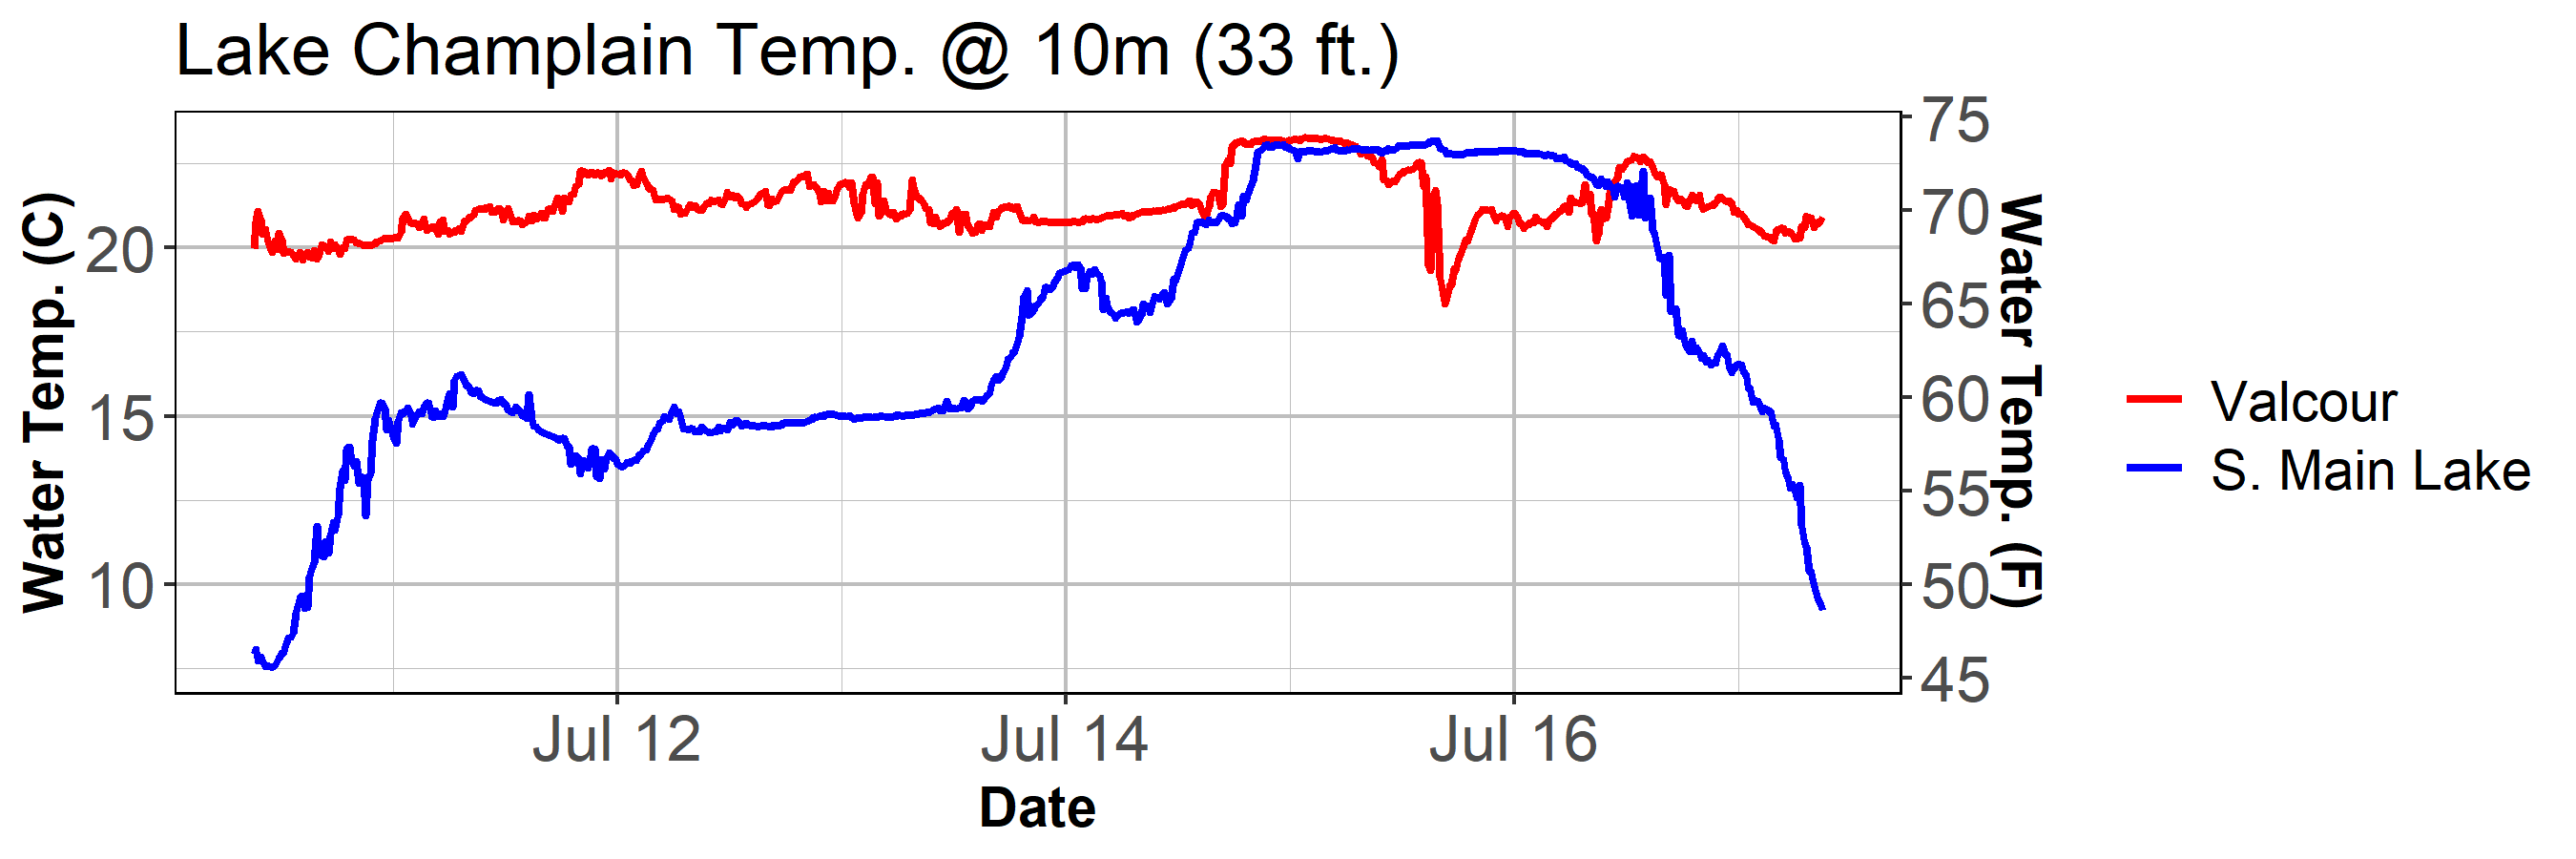 Lake Champlain Temp. @ 10m (33 ft.)
Water Temp. (C)
20
15
10
75
70
65
60
55
50
45
Water Temp. (F)
Jul 12
Jul 14
Jul 16
Date
Valcour
S. Main Lake